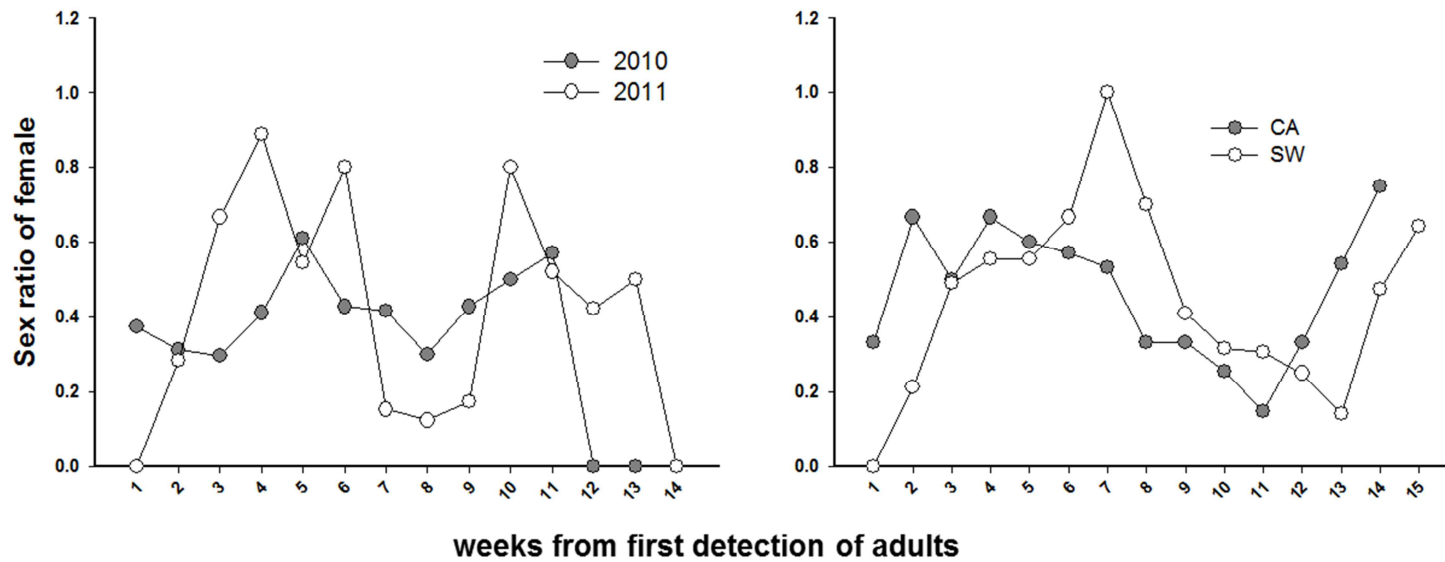 Sex ratio of female
1.2
1.0
0.8
0.6
0.4
0.2
0.0
2010
2011
1 2 3 4 5 6 7 8 9 10 11 12 13 14
1.2
1.0
0.8
0.6
0.4
0.2
0.0
CA
SW
1 2 3 4 5 6 7 8 9 10 11 12 13 14 15
weeks from first detection of adults